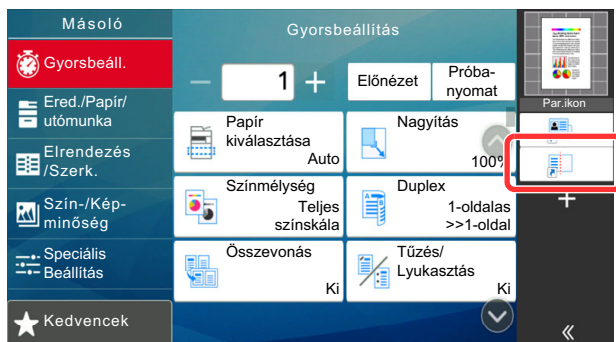 Másoló
Gyorsbeáll.
Ered./Papír/
utómunka
Elrendezés
/Szerk.
Szín-/Kép-
minőség
Speciális
Beállítás
Kedvencek
Gyorsbeállítás
1
Előnézet
Próba-
nyomat
Papír
kiválasztása
Auto
Nagyítás
100%
Színmélység
Teljes
színskála
Duplex
1-oldalas
>>1-oldal
Összevonás
Ki
Tűzés/
Lyukasztás
Ki
Par.ikon